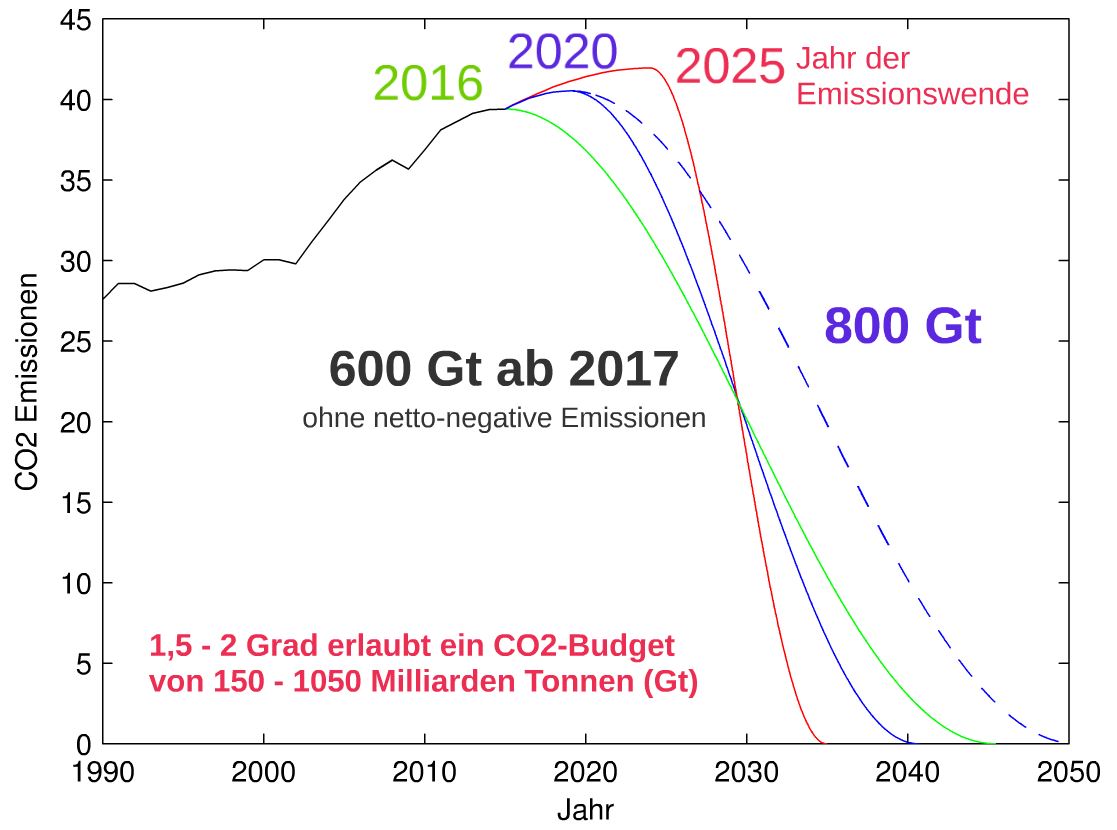 45
40
35
30
25
20
15
10
5
0
CO2 Emissionen
2016
2020
2025
Jahr der
Emissionswende
800 Gt
600 Gt ab 2017
ohne netto-negative Emissionen
1,5 - 2 Grad erlaubt ein CO2-Budget
von 150 - 1050 Milliarden Tonnen (Gt)
1990 2000 2010 2020 2030 2040 2050
Jahr